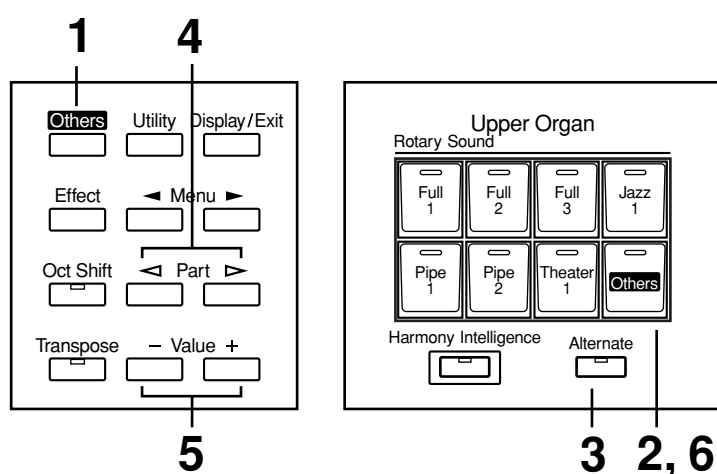 1 4
Others Utility Display/Exit
Effect ◄ Menu ►
Oct Shift ◁ Part ▷
Transpose − Value +
5
Upper Organ
Rotary Sound
Full 1 Full 2 Full 3 Jazz 1
Pipe 1 Pipe 2 Theater 1 Others
Harmony Intelligence Alternate
3 2, 6